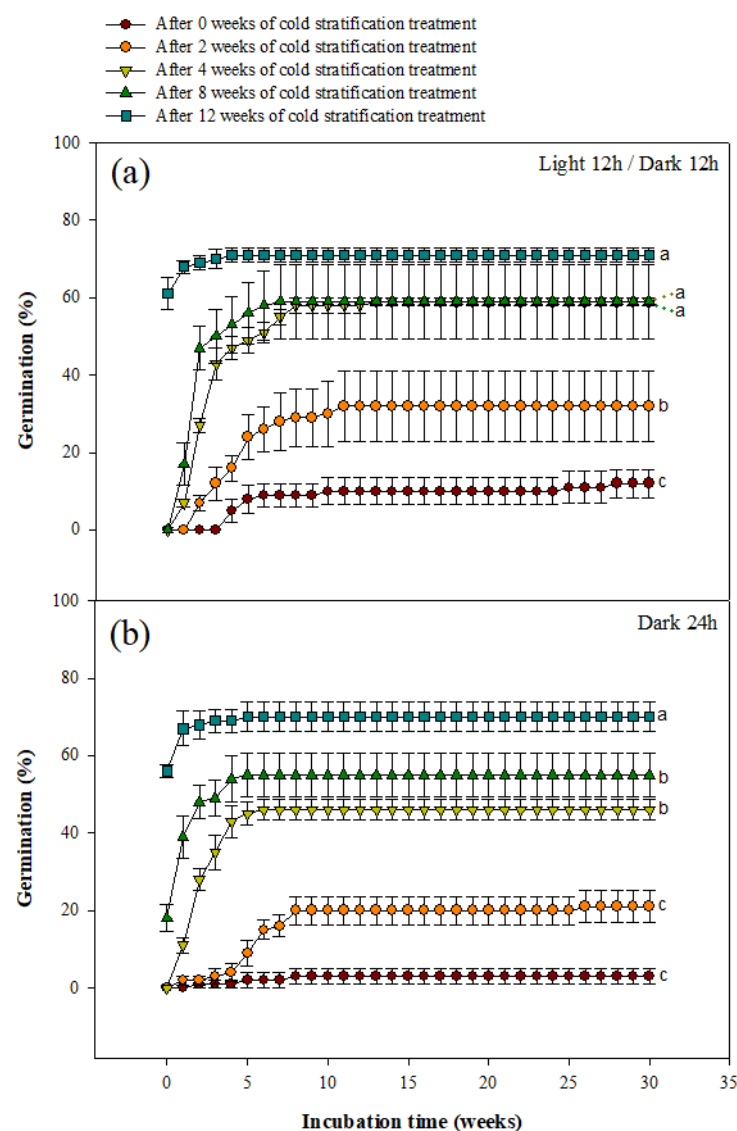 After 0 weeks of cold stratification treatment
After 2 weeks of cold stratification treatment
After 4 weeks of cold stratification treatment
After 8 weeks of cold stratification treatment
After 12 weeks of cold stratification treatment
100
(a)
Light 12h / Dark 12h
80
a
60
a
a
Germination (%)
40
b
20
c
0
100
(b)
Dark 24h
80
a
60
b
b
Germination (%)
40
20
c
c
0
0 5 10 15 20 25 30 35
Incubation time (weeks)